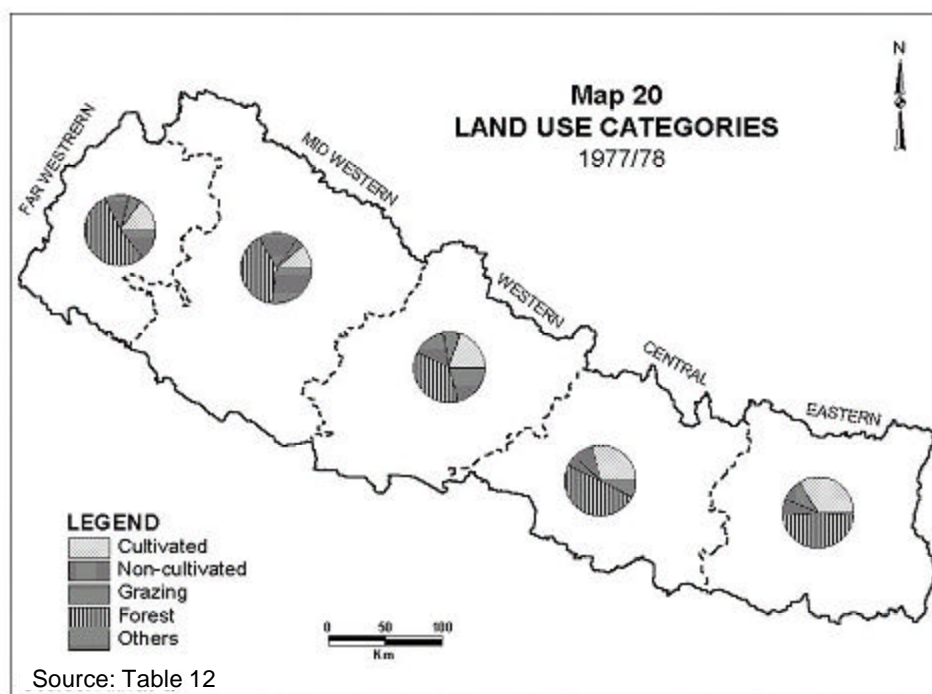 N
Map 20
LAND USE CATEGORIES
1977/78
FAR WESTRERN
MID WESTERN
WESTERN
CENTRAL
EASTERN
LEGEND
Cultivated
Non-cultivated
Grazing
Forest
Others
0 50 100
Km
Source: Table 12